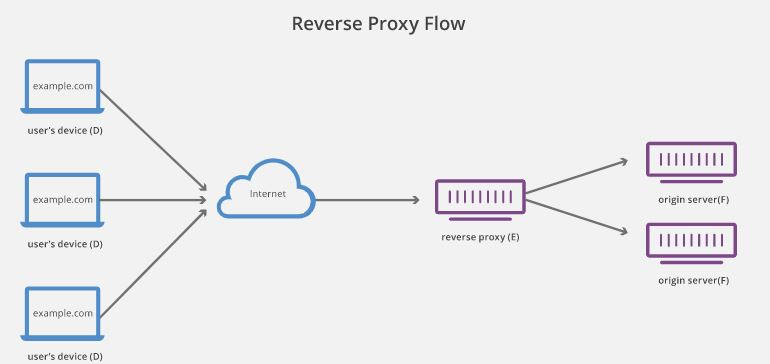 Reverse Proxy Flow
example.com
user's device (D)
example.com
user's device (D)
example.com
user's device (D)
Internet
reverse proxy (E)
origin server(F)
origin server(F)